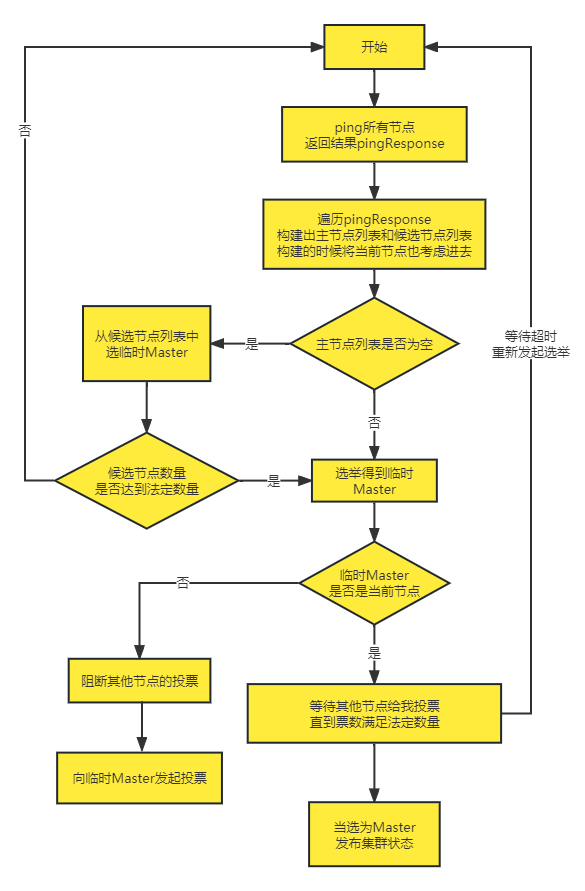 开始
否
ping所有节点
返回结果pingResponse
遍历pingResponse
构建出主节点列表和候选节点列表
构建的时候将当前节点也考虑进去
从候选节点列表中
选临时Master
是
主节点列表是否为空
等待超时
重新发起选举
否
候选节点数量
是否达到法定数量
是
选举得到临时
Master
临时Master
是否是当前节点
否
是
阻断其他节点的投票
等待其他节点给我投票
直到票数满足法定数量
向临时Master发起投票
当选为Master
发布集群状态